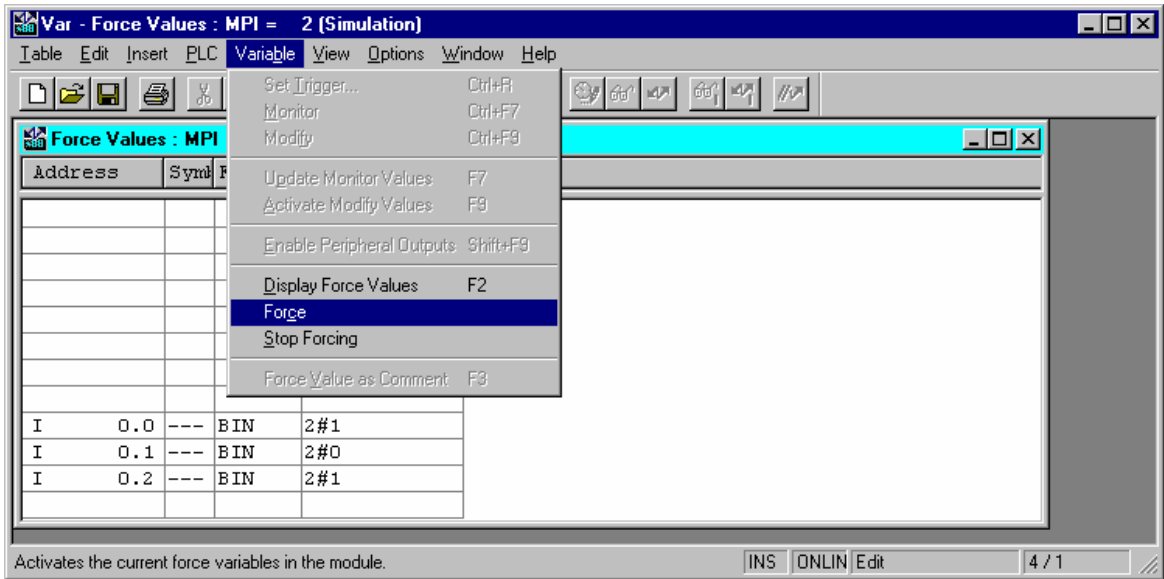 Var - Force Values : MPI = 2 (Simulation)
Table Edit Insert PLC Variable View Options Window Help
Set Trigger... Ctrl+R
Monitor Ctrl+F7
Modify Ctrl+F9
Force Values : MPI
Address Symb F
Update Monitor Values F7
Activate Modify Values F9
Enable Peripheral Outputs Shift+F9
Display Force Values F2
Force
Stop Forcing
Force Value as Comment F3
I 0.0 --- BIN 2#1
I 0.1 --- BIN 2#0
I 0.2 --- BIN 2#1
Activates the current force variables in the module. INS ONLIN Edit 4 / 1